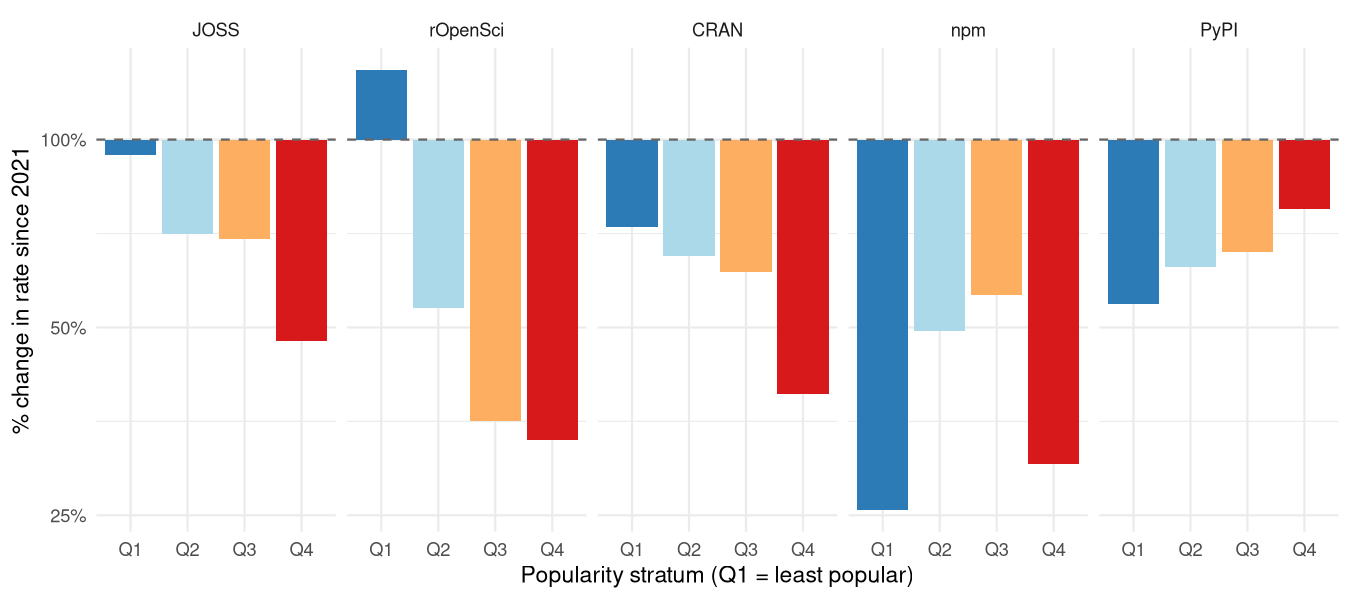 JOSS rOpenSci CRAN npm PyPI
% change in rate since 2021
100%
50%
25%
Q1 Q2 Q3 Q4 Q1 Q2 Q3 Q4 Q1 Q2 Q3 Q4 Q1 Q2 Q3 Q4 Q1 Q2 Q3 Q4
Popularity stratum (Q1 = least popular)